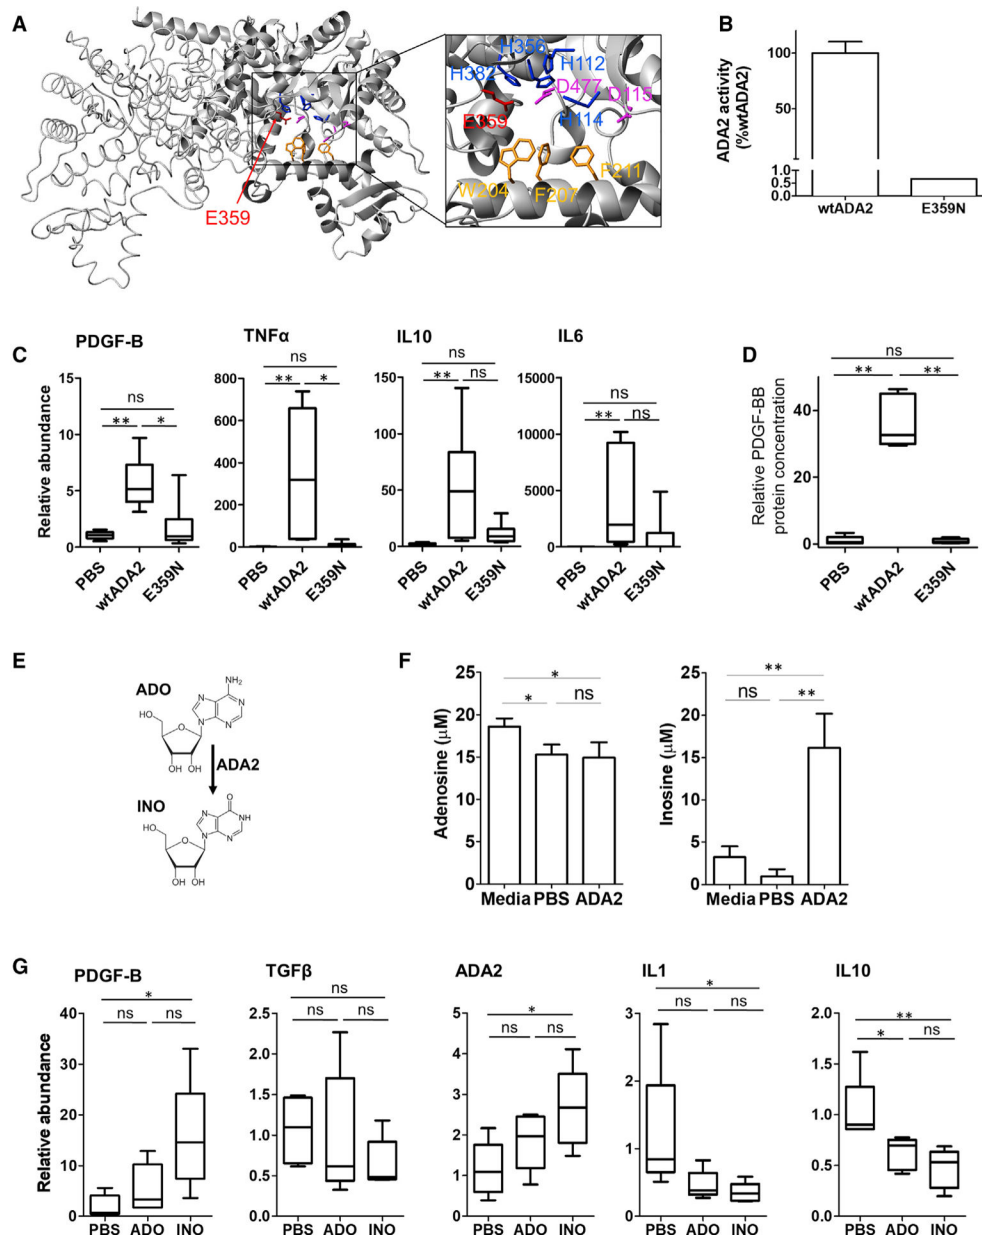 A
E359
H356
H382
H112
D477
D115
E359
H114
W204
F207
F211
B
ADA2 activity
(%wtADA2)
100
50
1.0
0.5
0.0
wtADA2 E359N
C
PDGF-B
Relative abundance
15
10
5
0
ns
** *
PBS wtADA2 E359N
TNFα
800
600
400
200
0
ns
** *
PBS wtADA2 E359N
IL10
150
100
50
0
ns
** ns
PBS wtADA2 E359N
IL6
15000
10000
5000
0
ns
** ns
PBS wtADA2 E359N
D
Relative PDGF-BB
protein concentration
40
20
0
ns
** **
PBS wtADA2 E359N
E
ADO
NH₂
N
N
N
N
HO
O
OH OH
ADA2
INO
O
N
NH
N
N
HO
O
OH OH
F
Adenosine (μM)
25
20
15
10
5
0
*
* ns
Media PBS ADA2
Inosine (μM)
25
20
15
10
5
0
**
ns **
Media PBS ADA2
G
PDGF-B
Relative abundance
40
30
20
10
0
*
ns ns
PBS ADO INO
TGFβ
2.5
2.0
1.5
1.0
0.5
0.0
ns
ns ns
PBS ADO INO
ADA2
5
4
3
2
1
0
*
ns ns
PBS ADO INO
IL1
3
2
1
0
*
ns ns
PBS ADO INO
IL10
2.0
1.5
1.0
0.5
0.0
**
* ns
PBS ADO INO